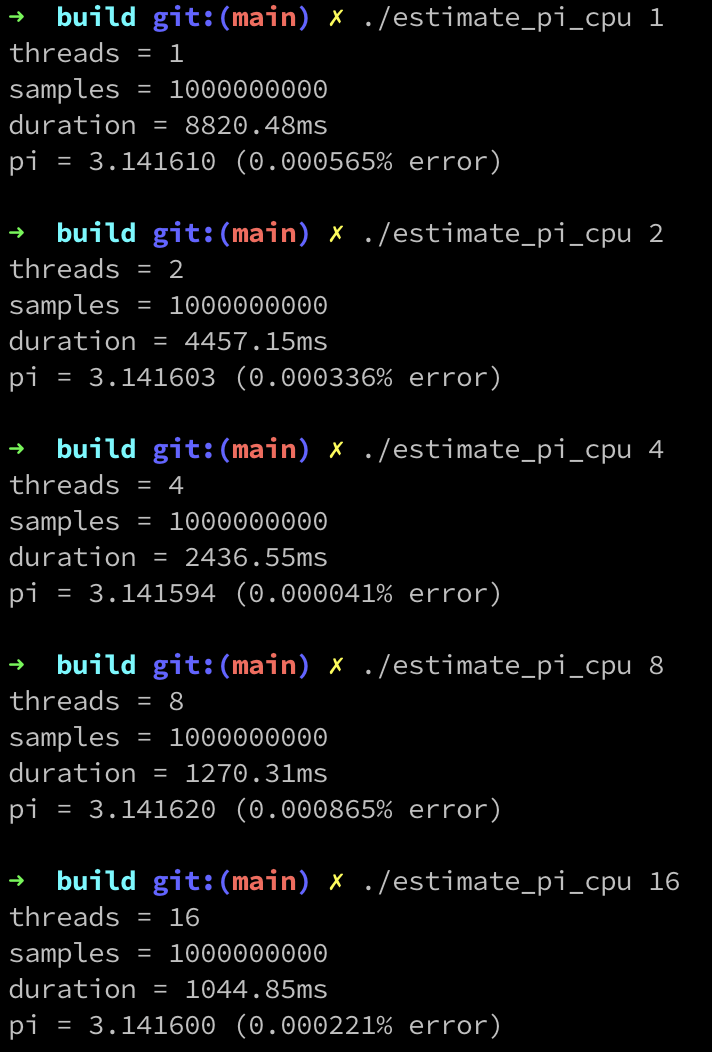 ➜  build git:(main) ✗ ./estimate_pi_cpu 1
threads = 1
samples = 1000000000
duration = 8820.48ms
pi = 3.141610 (0.000565% error)

➜  build git:(main) ✗ ./estimate_pi_cpu 2
threads = 2
samples = 1000000000
duration = 4457.15ms
pi = 3.141603 (0.000336% error)

➜  build git:(main) ✗ ./estimate_pi_cpu 4
threads = 4
samples = 1000000000
duration = 2436.55ms
pi = 3.141594 (0.000041% error)

➜  build git:(main) ✗ ./estimate_pi_cpu 8
threads = 8
samples = 1000000000
duration = 1270.31ms
pi = 3.141620 (0.000865% error)

➜  build git:(main) ✗ ./estimate_pi_cpu 16
threads = 16
samples = 1000000000
duration = 1044.85ms
pi = 3.141600 (0.000221% error)